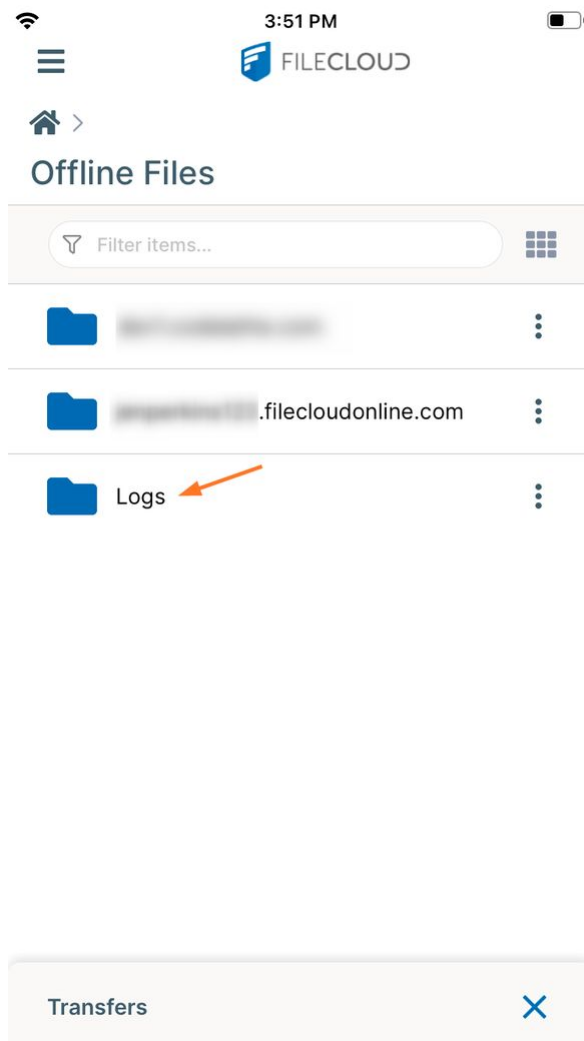 3:51 PM
FILECLOUD
Offline Files
Filter items...
.filecloudonline.com
Logs
Transfers